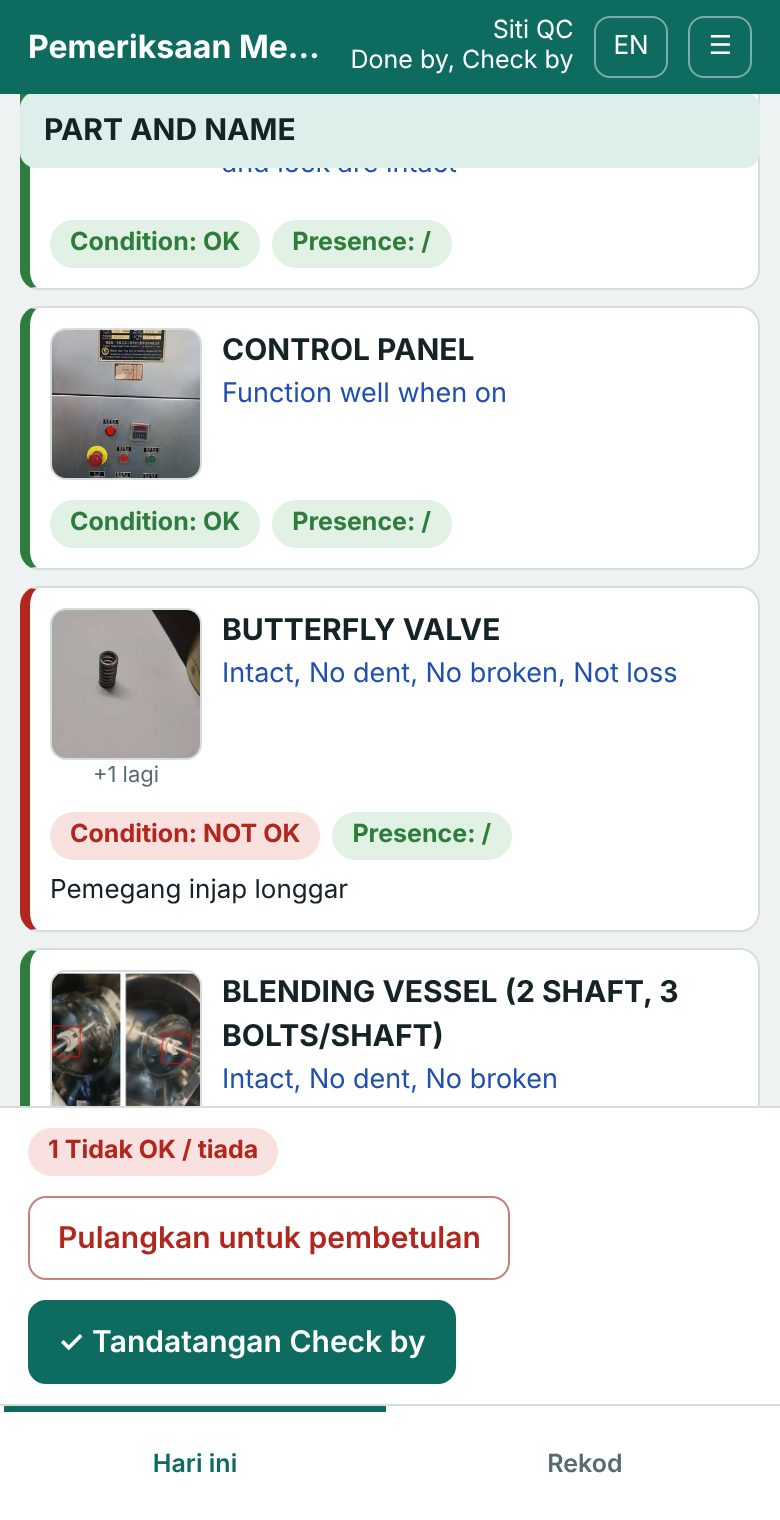 Pemeriksaan Me...
Siti QC
Done by, Check by
EN
☰
PART AND NAME
and lock are intact
Condition: OK
Presence: /
CONTROL PANEL
Function well when on
Condition: OK
Presence: /
BUTTERFLY VALVE
Intact, No dent, No broken, Not loss
+1 lagi
Condition: NOT OK
Presence: /
Pemegang injap longgar
BLENDING VESSEL (2 SHAFT, 3
BOLTS/SHAFT)
Intact, No dent, No broken
1 Tidak OK / tiada
Pulangkan untuk pembetulan
✓ Tandatangan Check by
Hari ini
Rekod